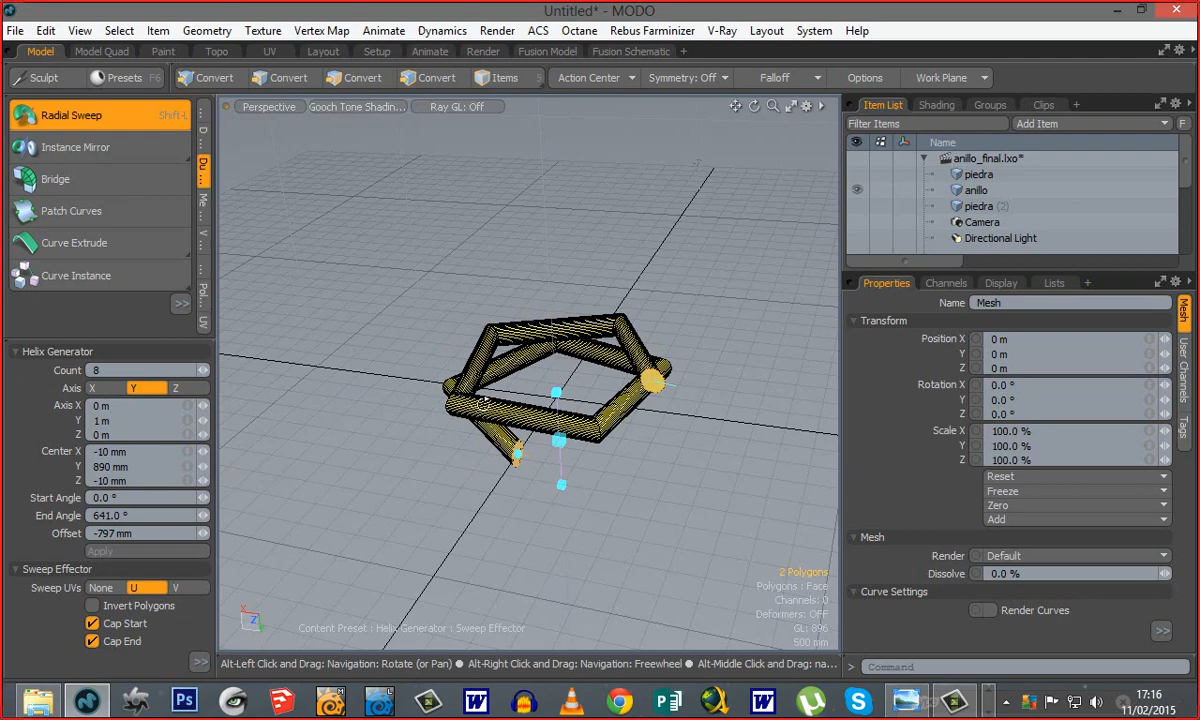 Untitled* - MODO
File Edit View Select Item Geometry Texture Vertex Map Animate Dynamics Render ACS Octane Rebus Farminizer V-Ray Layout System Help
Model Model Quad Paint Topo UV Layout Setup Animate Render Fusion Model Fusion Schematic +
Sculpt Presets F6 Convert Convert Convert Convert Items 5 Action Center Symmetry: Off Falloff Options Work Plane
Radial Sweep Shift-L
Instance Mirror
Bridge
Patch Curves
Curve Extrude
Curve Instance
>>
D...
Du ...
Me ...
V ...
Pol...
UV
Helix Generator
Count 8
Axis X Y Z
Axis X 0 m
Y 1 m
Z 0 m
Center X -10 mm
Y 890 mm
Z -10 mm
Start Angle 0.0 °
End Angle 641.0 °
Offset -797 mm
Apply
Sweep Effector
Sweep UVs None U V
Invert Polygons
Cap Start
Cap End
>>
Perspective Gooch Tone Shadin... Ray GL: Off
2 Polygons
Polygons : Face
Channels: 0
Deformers: OFF
GL: 896
500 mm
X Z
Content Preset : Helix Generator : Sweep Effector
Alt-Left Click and Drag: Navigation: Rotate (or Pan) ● Alt-Right Click and Drag: Navigation: Freewheel ● Alt-Middle Click and Drag: na...
Item List Shading Groups Clips +
Filter Items Add Item F
Name
anillo_final.lxo*
piedra
anillo
piedra (2)
Camera
Directional Light
Properties Channels Display Lists +
Name Mesh
Transform
Position X 0 m
Y 0 m
Z 0 m
Rotation X 0.0 °
Y 0.0 °
Z 0.0 °
Scale X 100.0 %
Y 100.0 %
Z 100.0 %
Reset
Freeze
Zero
Add
Mesh
Render Default
Dissolve 0.0 %
Curve Settings
Render Curves
>>
Mesh
User Channels
Tags
> Command
17:16
11/02/2015